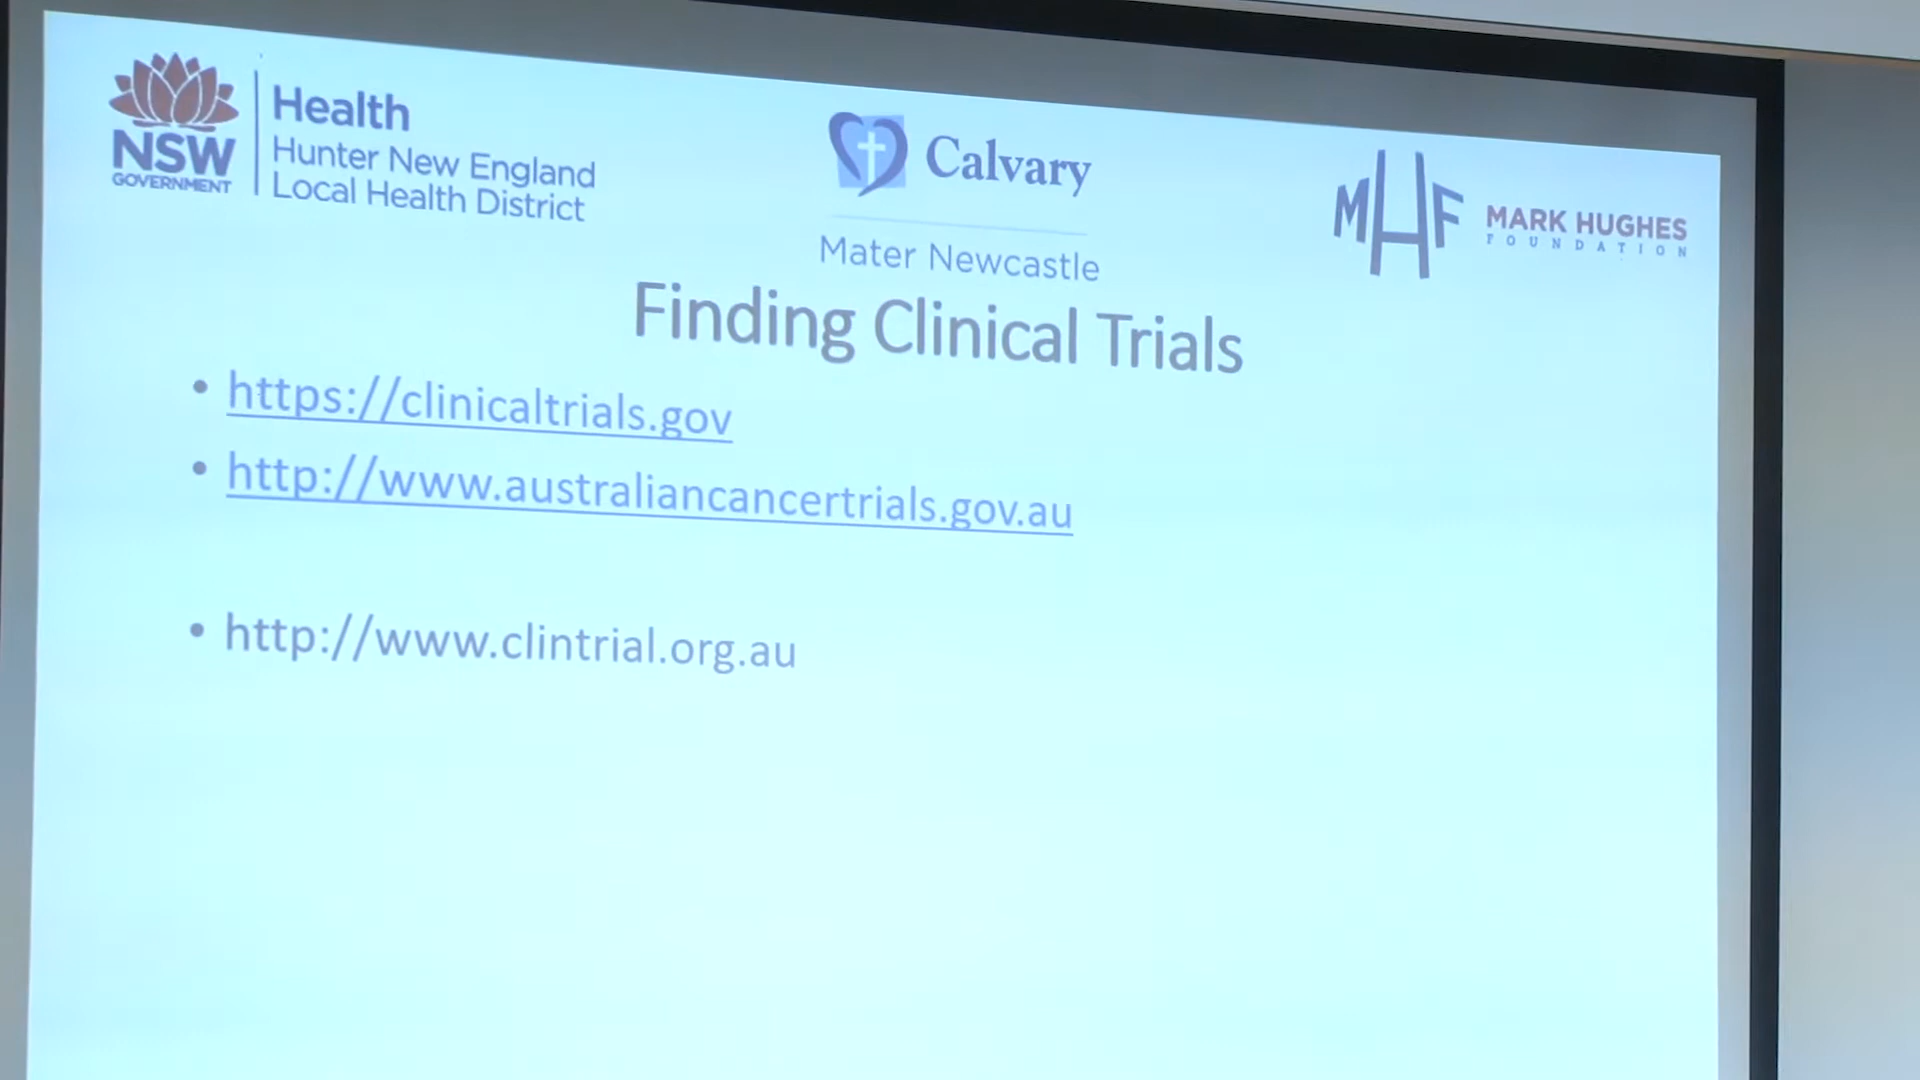 NSW
GOVERNMENT
Health
Hunter New England
Local Health District
Calvary
Mater Newcastle
MHF
MARK HUGHES
FOUNDATION
Finding Clinical Trials
• https://clinicaltrials.gov
• http://www.australiancancertrials.gov.au
• http://www.clintrial.org.au